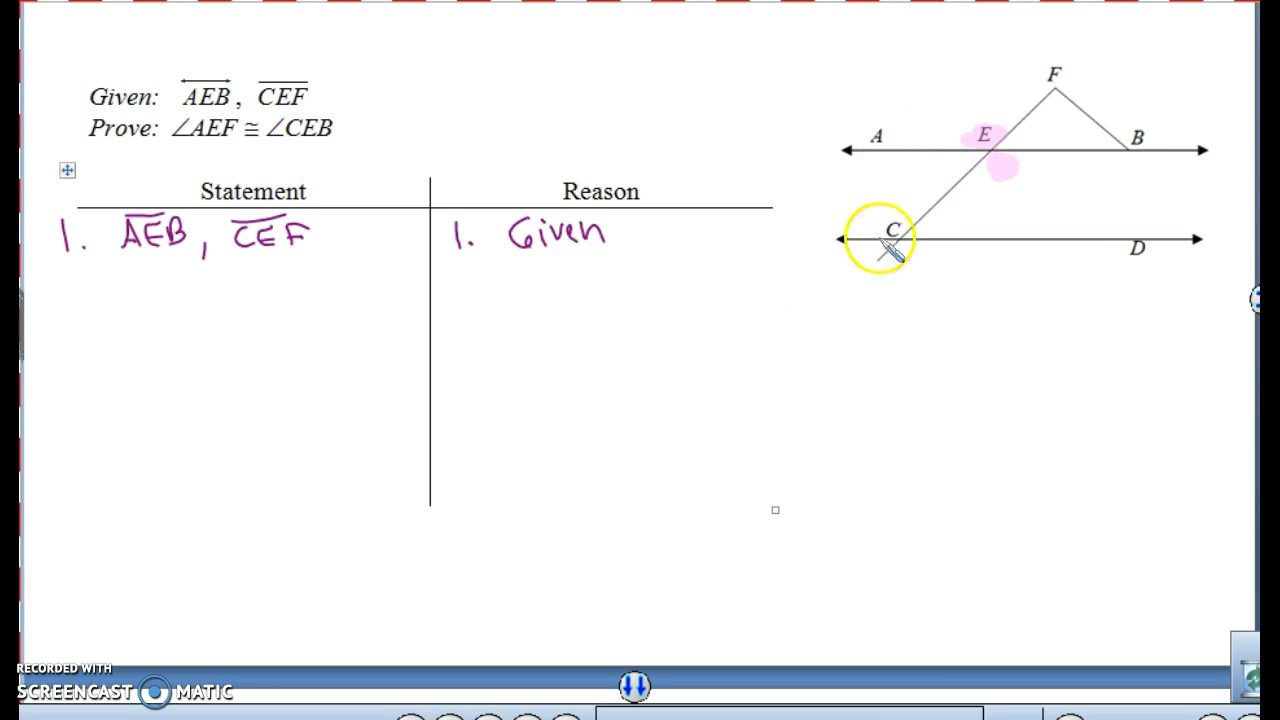 Given: AEB, CEF
Prove: ∠AEF ≅ ∠CEB
Statement Reason
1. AEB, CEF 1. Given
F
A E B
C
D
RECORDED WITH
SCREENCAST MATIC